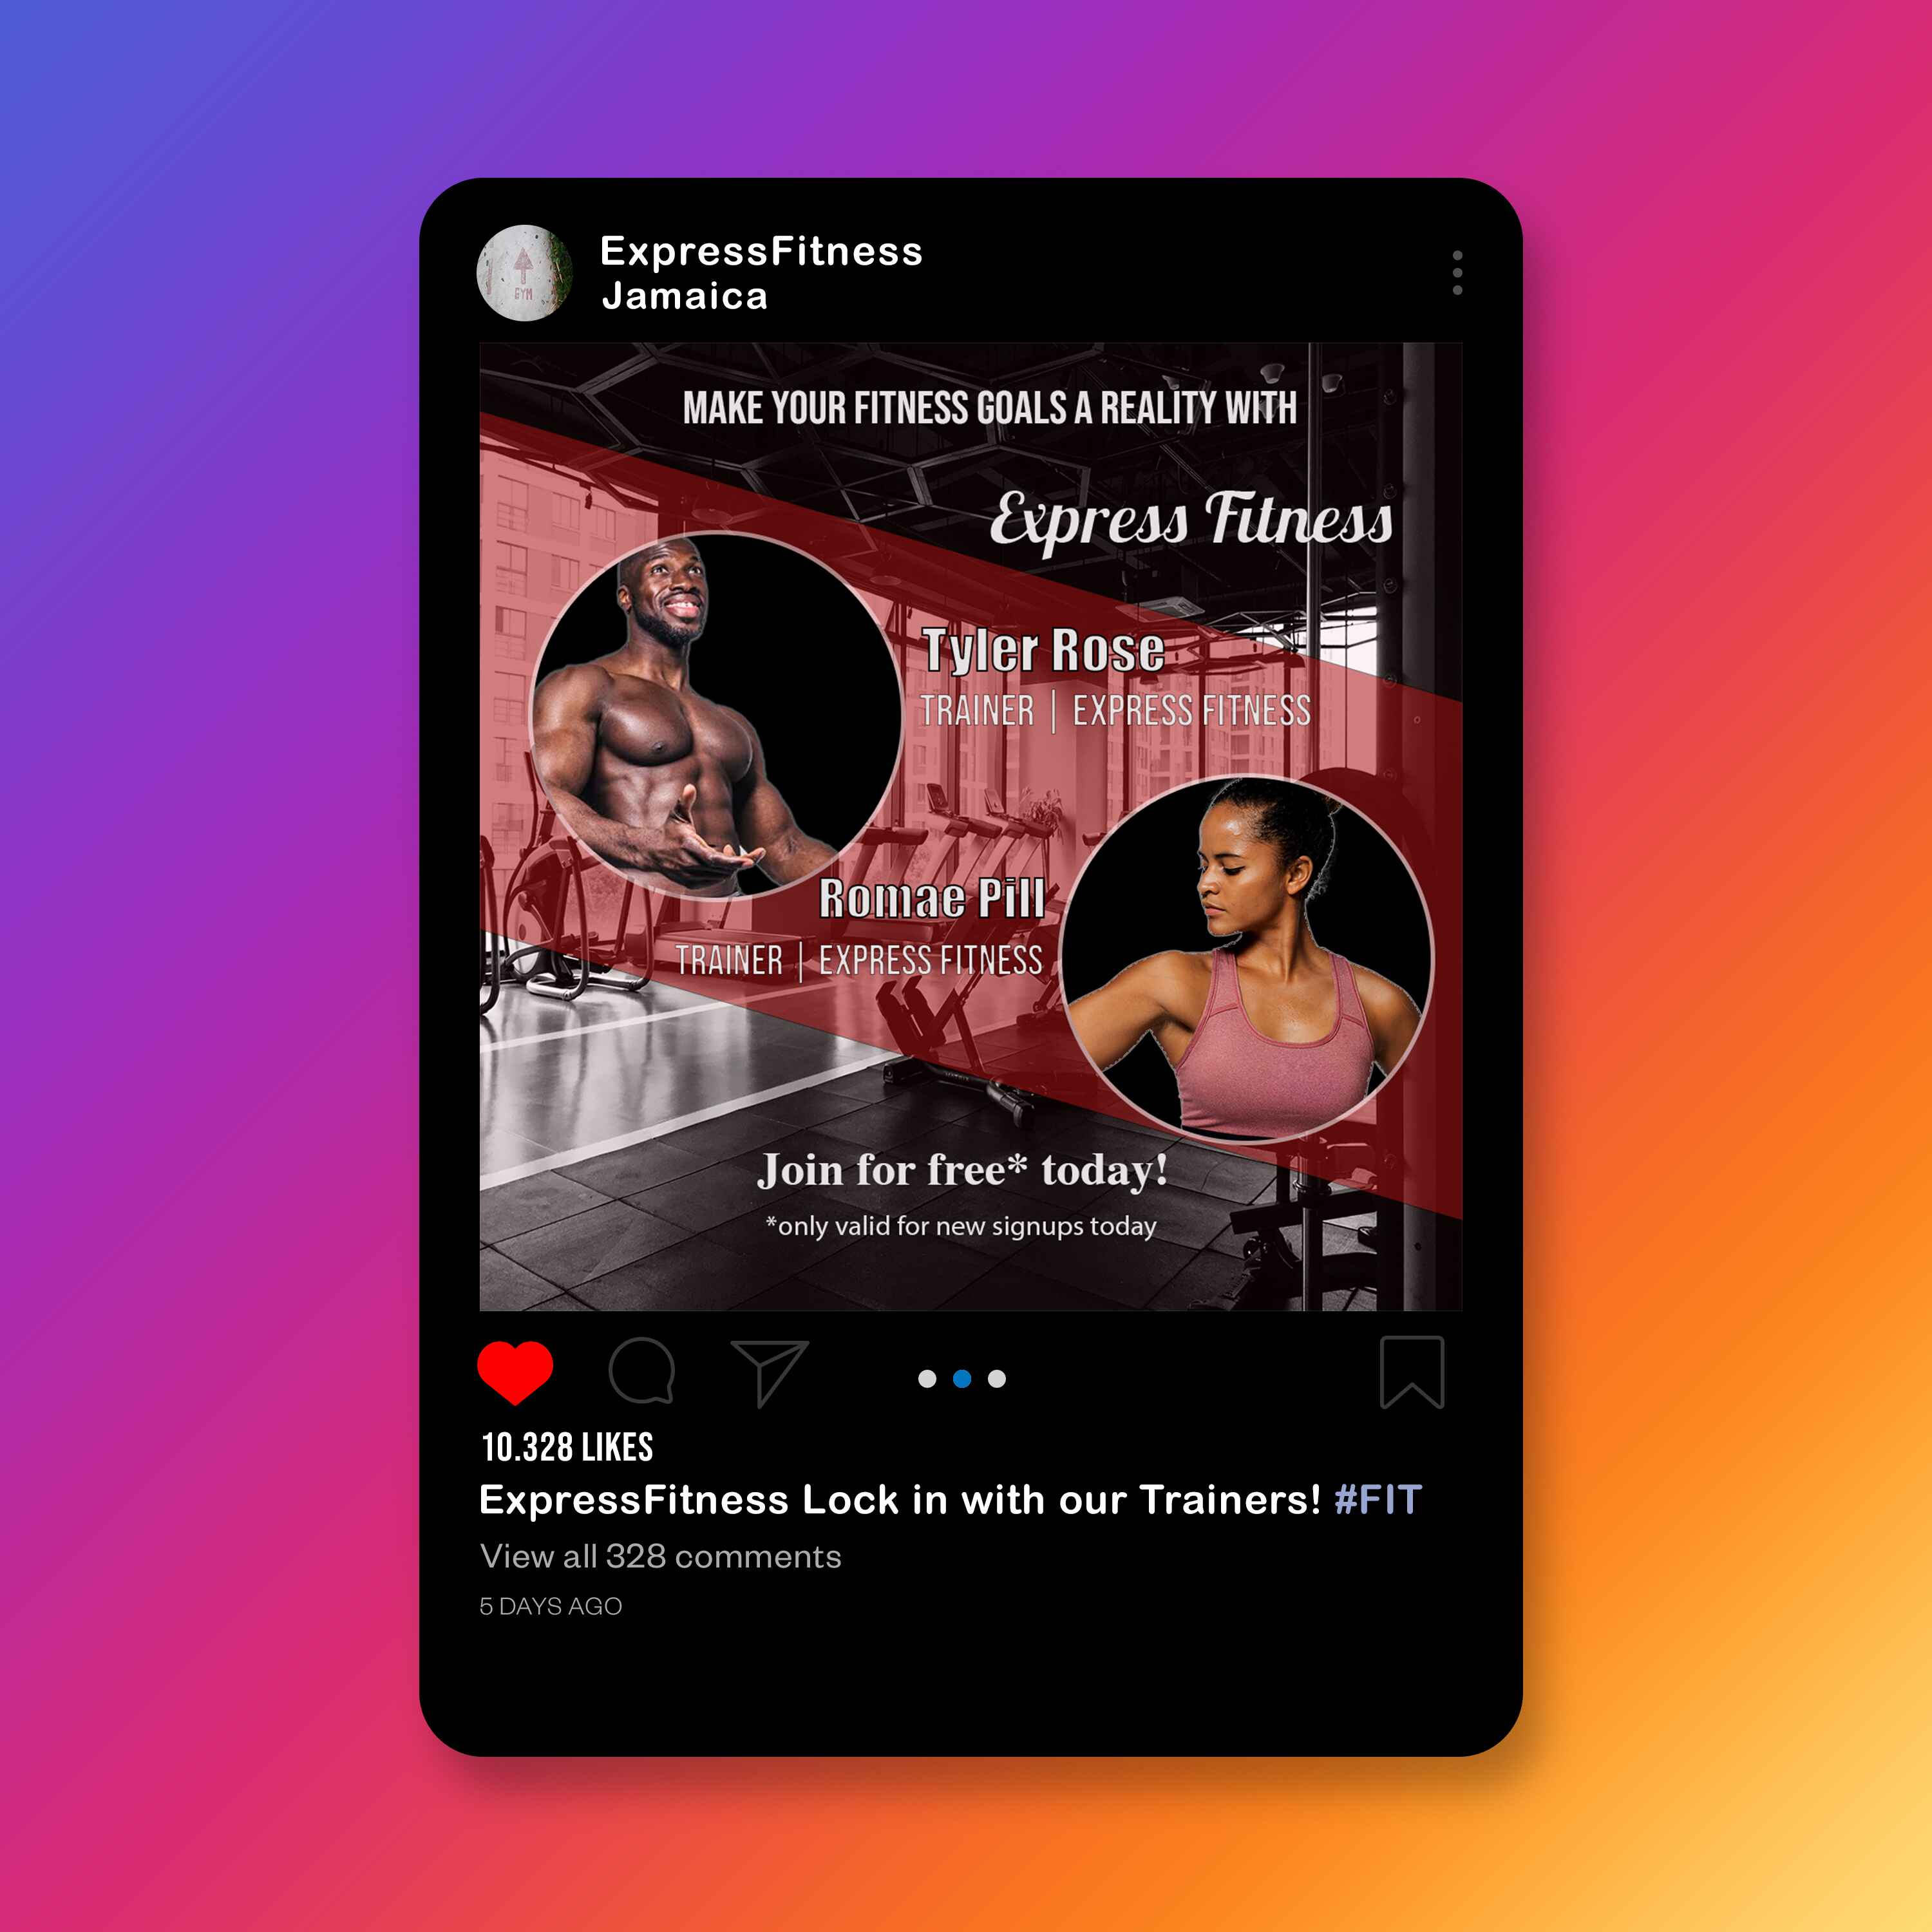 ExpressFitness
Jamaica
GYM
MAKE YOUR FITNESS GOALS A REALITY WITH
Express Fitness
Tyler Rose
TRAINER | EXPRESS FITNESS
Romae Pill
TRAINER | EXPRESS FITNESS
Join for free* today!
*only valid for new signups today
10.328 LIKES
ExpressFitness Lock in with our Trainers! #FIT
View all 328 comments
5 DAYS AGO